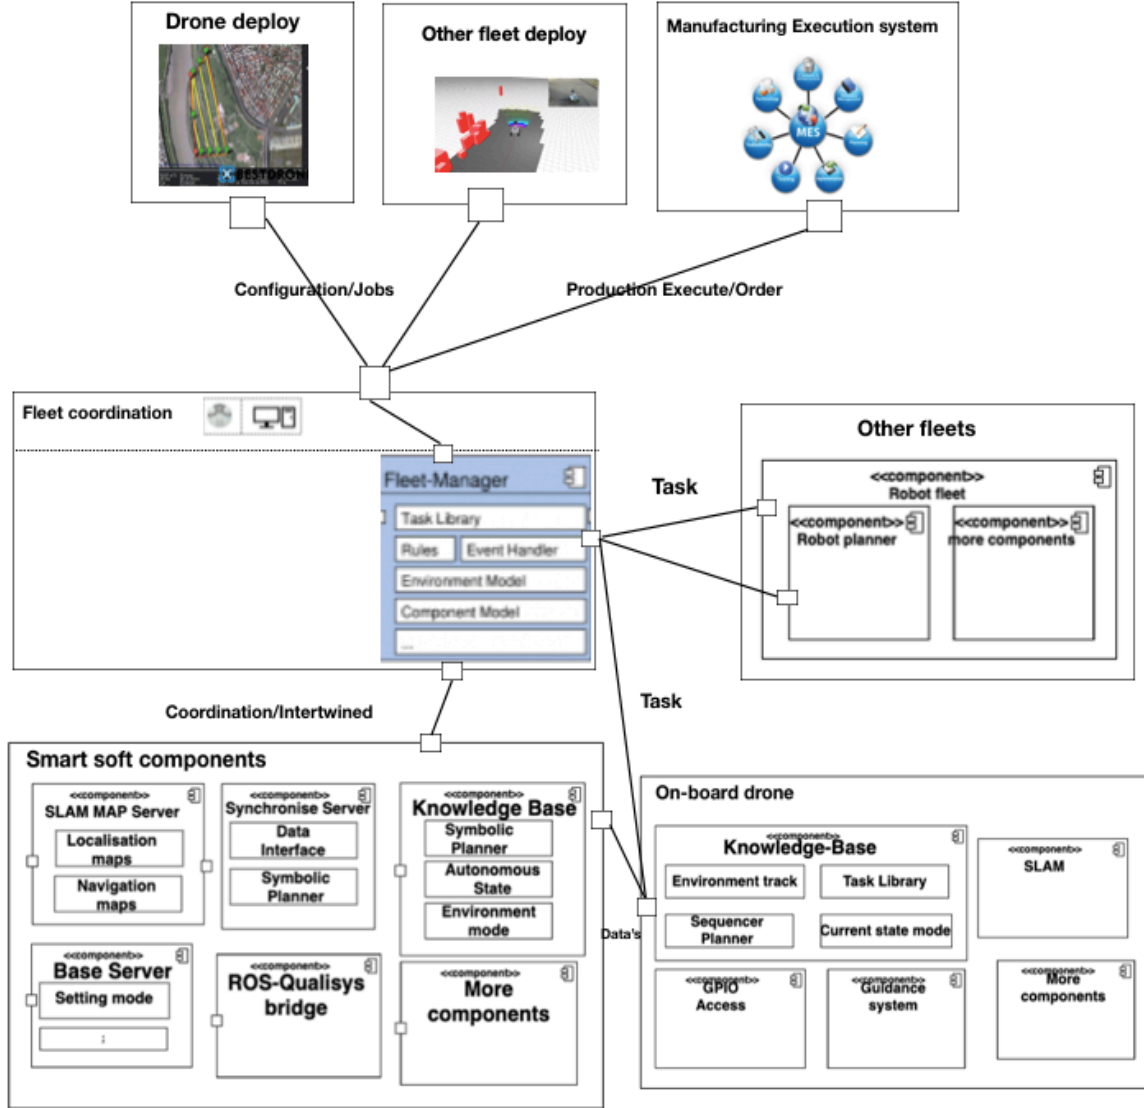 Drone deploy
Other fleet deploy
Manufacturing Execution system
BESTDRON
MES
Configuration/Jobs
Production Execute/Order
Fleet coordination
Fleet-Manager
Task Library
Rules
Event Handler
Environment Model
Component Model
...
Task
Other fleets
<<component>>
Robot fleet
<<component>>
Robot planner
<<component>>
more components
Task
Coordination/Intertwined
Smart soft components
<<component>>
SLAM MAP Server
Localisation
maps
Navigation
maps
<<component>>
Synchronise Server
Data
Interface
Symbolic
Planner
<<component>>
Knowledge Base
Symbolic
Planner
Autonomous
State
Environment
mode
<<component>>
Base Server
Setting mode
;
<<component>>
ROS-Qualisys
bridge
<<component>>
More
components
Data's
On-board drone
<<component>>
Knowledge-Base
Environment track
Task Library
Sequencer
Planner
Current state mode
<<component>>
SLAM
<<component>>
GPIO
Access
<<component>>
Guidance
system
<<component>>
More
components